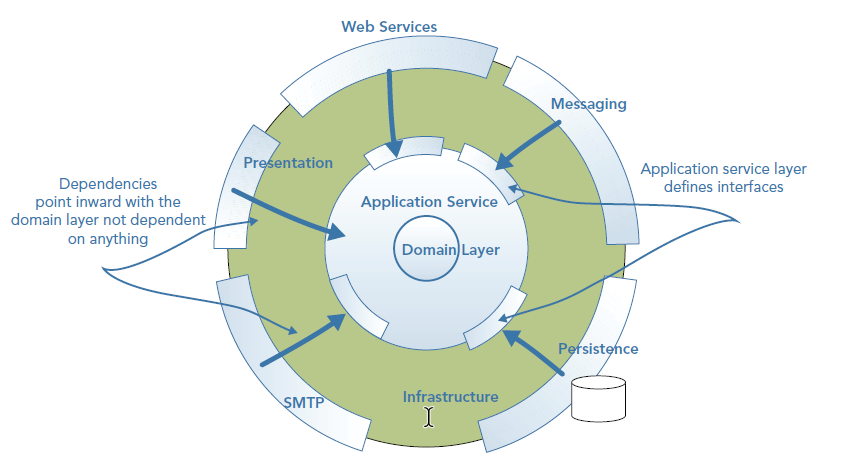 Web Services
Messaging
Presentation
Application service layer
defines interfaces
Dependencies
point inward with the
domain layer not dependent
on anything
Application Service
Domain Layer
Persistence
Infrastructure
SMTP